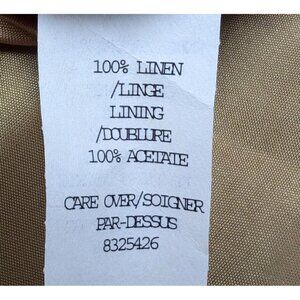 100% LINEN
/LINGE
LINING
/DOUBLURE
100% ACETATE
CARE OVER/SOIGNER
PAR-DESSUS
8325426